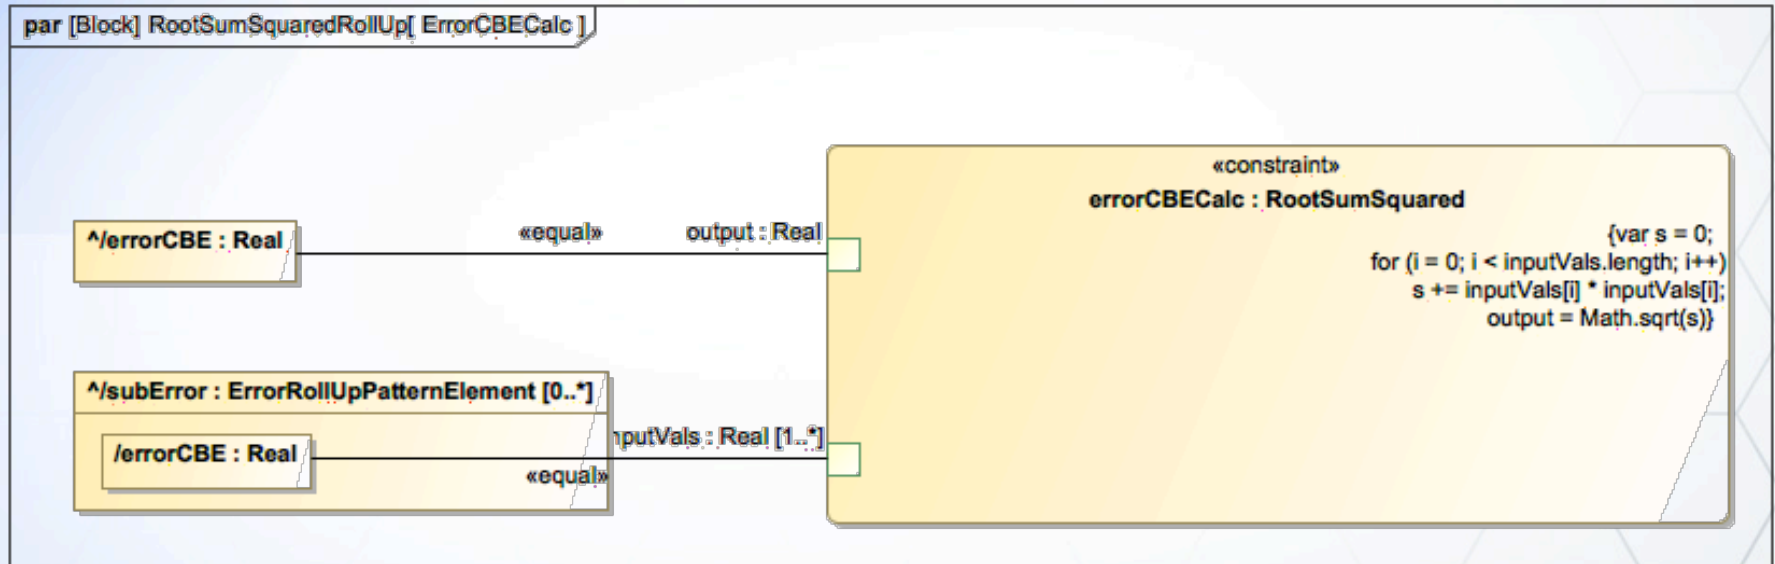 par [Block] RootSumSquaredRollUp[ ErrorCBECalc ]
«constraint»
errorCBECalc : RootSumSquared
{var s = 0;
for (i = 0; i < inputVals.length; i++)
s += inputVals[i] * inputVals[i];
output = Math.sqrt(s)}
^/errorCBE : Real
«equal»
output : Real
^/subError : ErrorRollUpPatternElement [0..*]
/errorCBE : Real
nputVals : Real [1..*]
«equal»